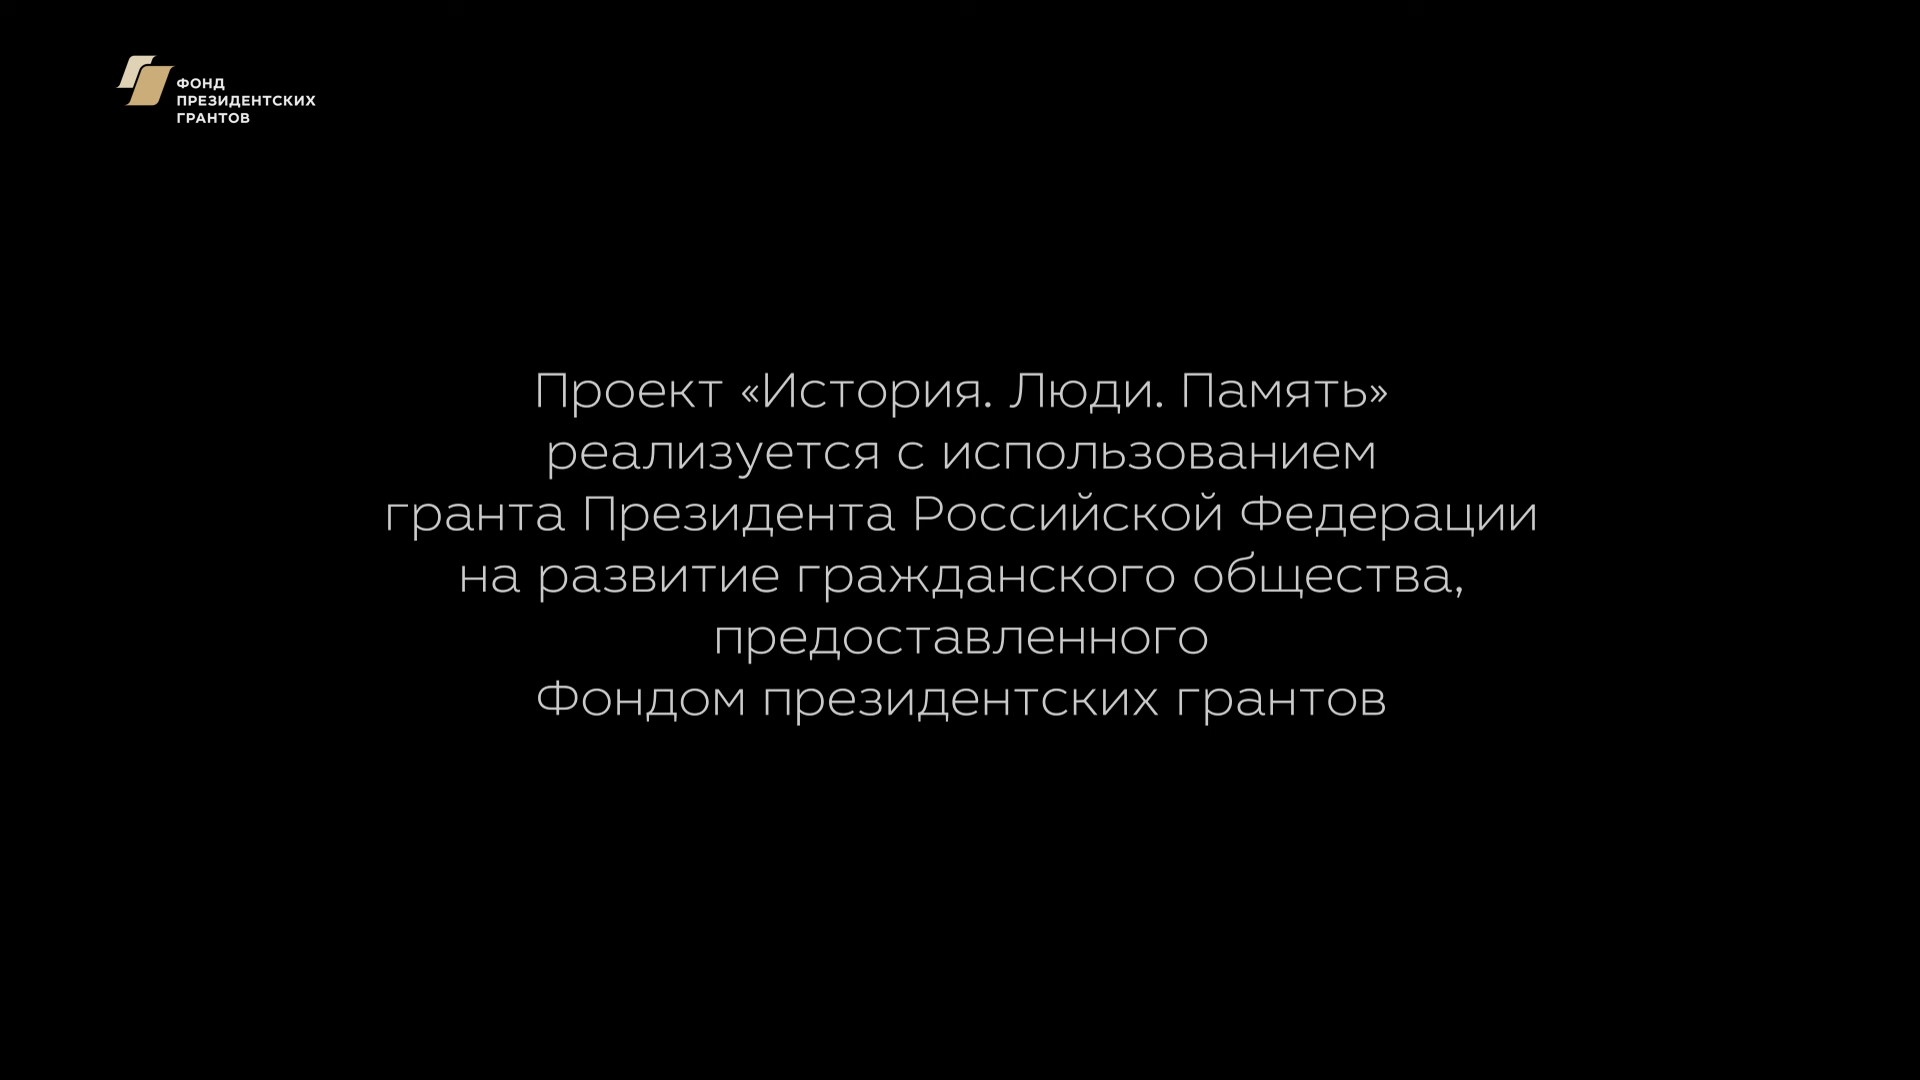 ФОНД
ПРЕЗИДЕНТСКИХ
ГРАНТОВ
Проект «История. Люди. Память»
реализуется с использованием
гранта Президента Российской Федерации
на развитие гражданского общества,
предоставленного
Фондом президентских грантов